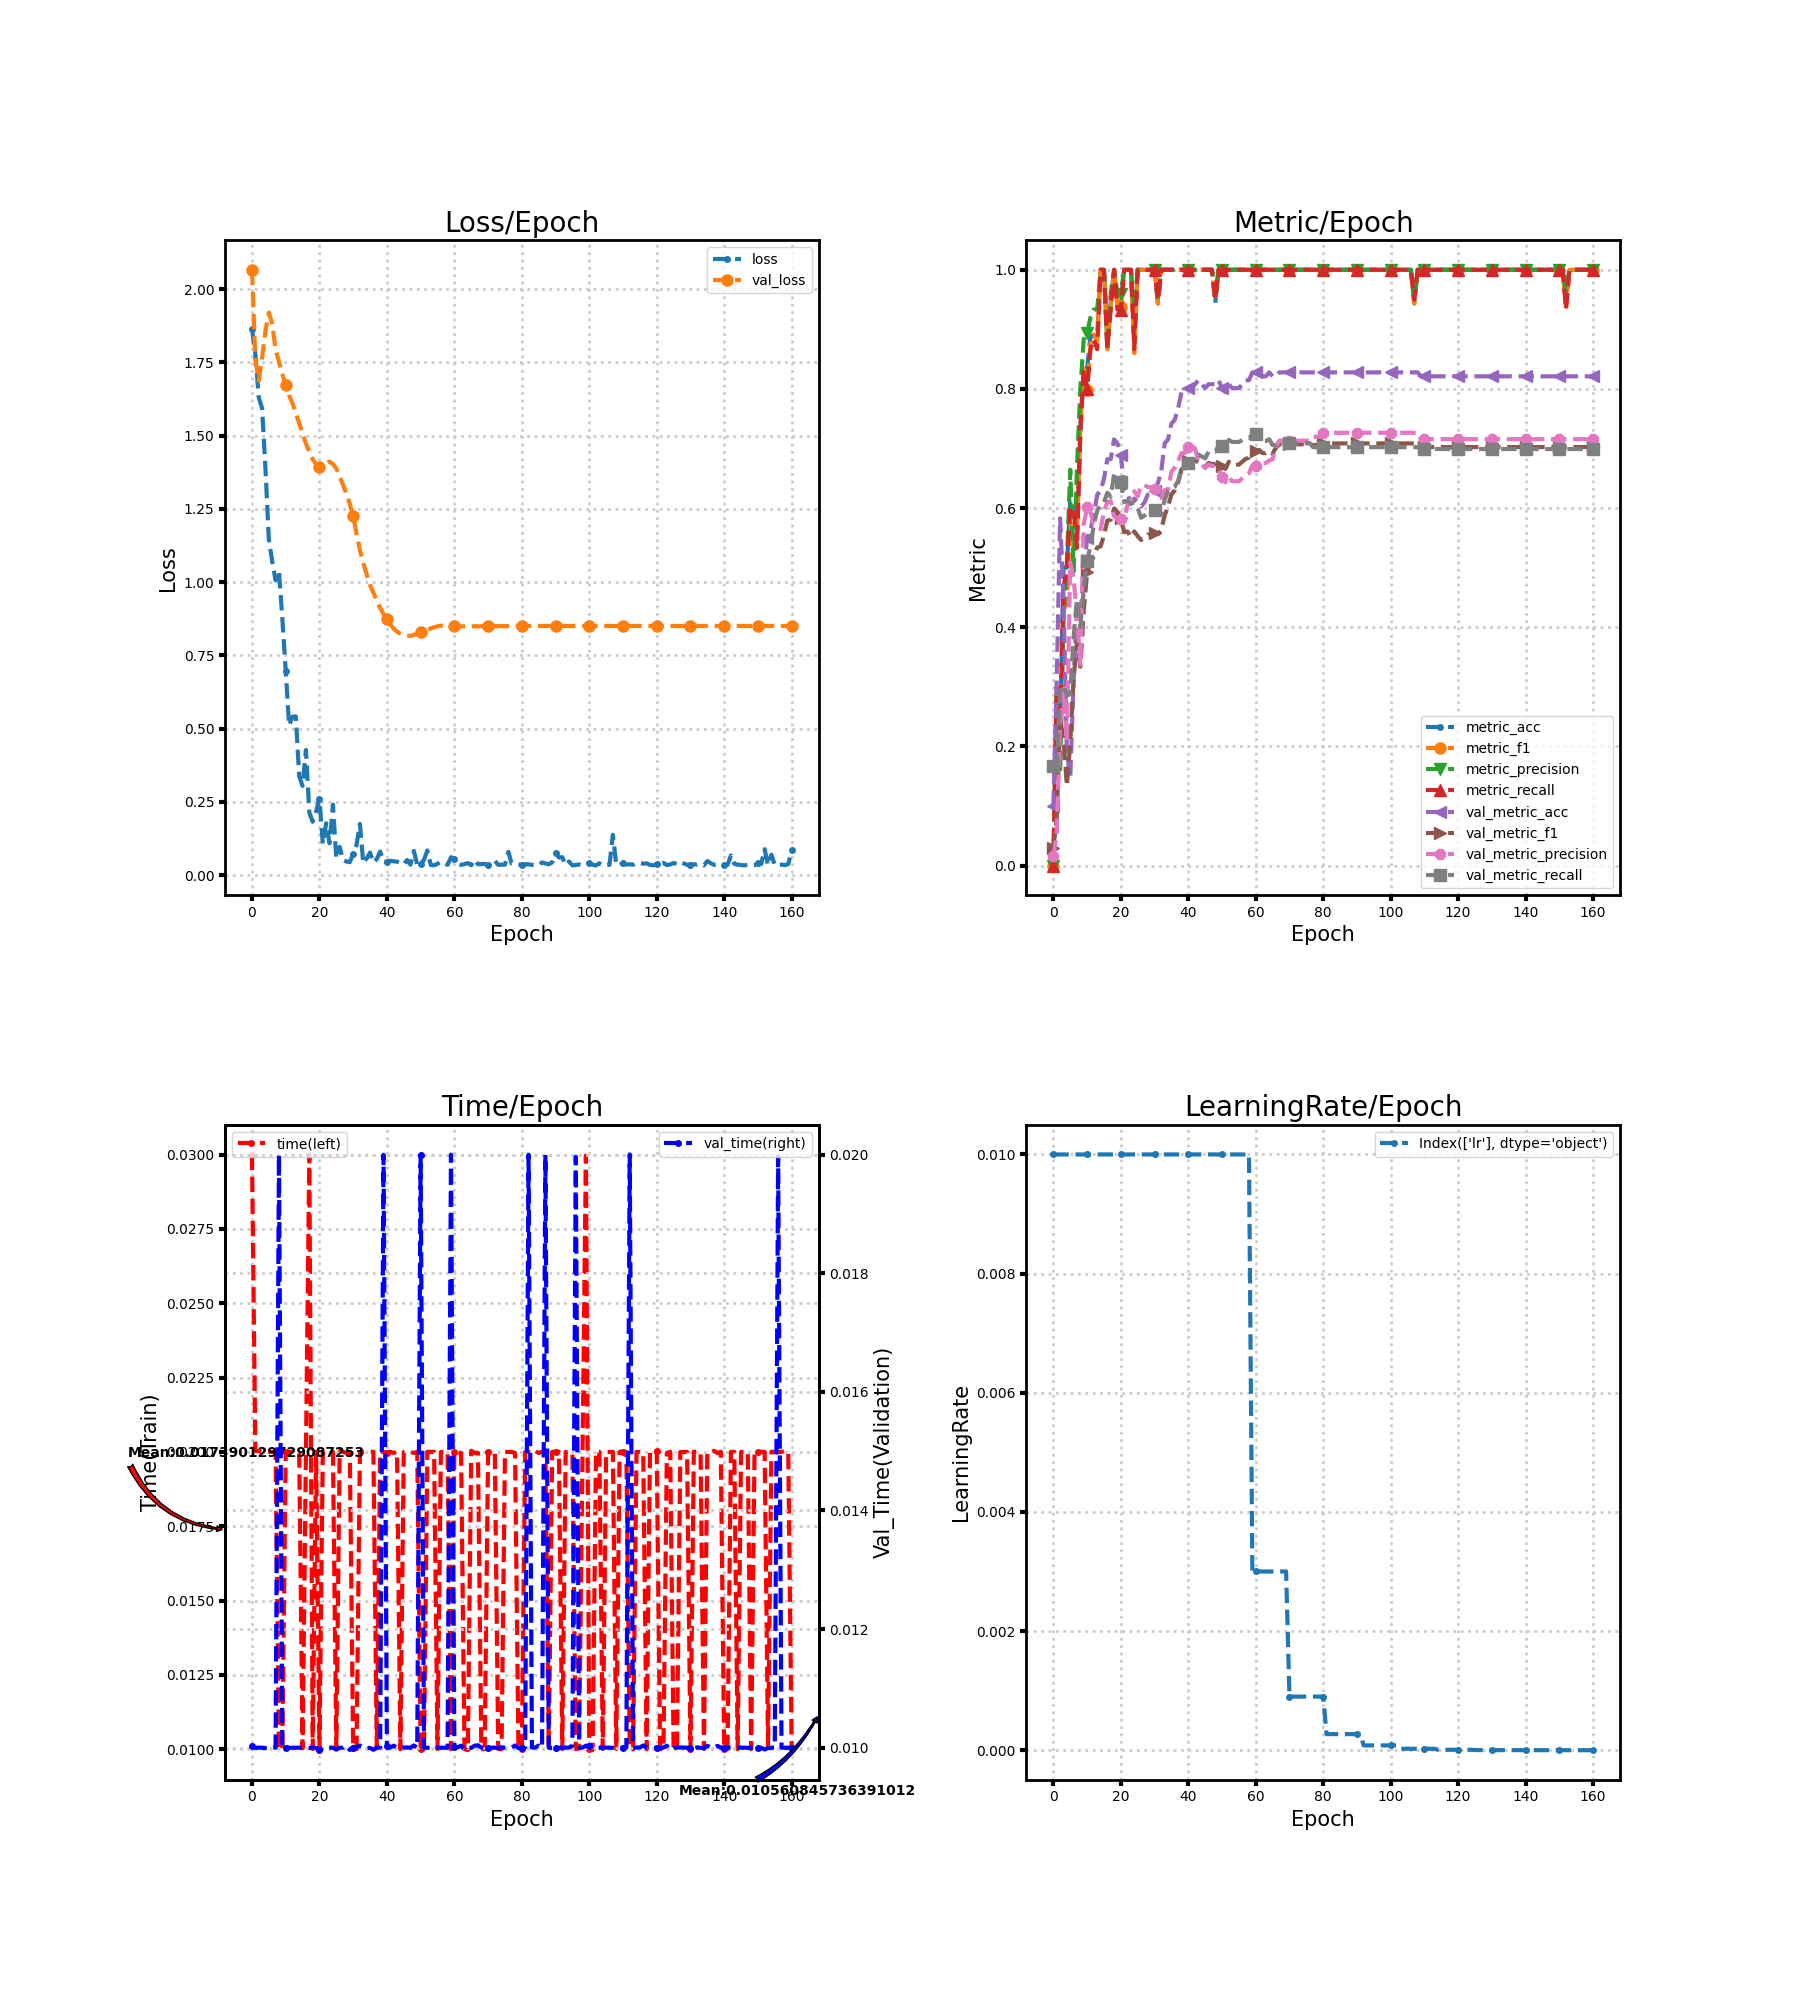 Loss/Epoch
Loss
2.00
1.75
1.50
1.25
1.00
0.75
0.50
0.25
0.00
loss
val_loss
0 20 40 60 80 100 120 140 160
Epoch
Metric/Epoch
Metric
1.0
0.8
0.6
0.4
0.2
0.0
metric_acc
metric_f1
metric_precision
metric_recall
val_metric_acc
val_metric_f1
val_metric_precision
val_metric_recall
0 20 40 60 80 100 120 140 160
Epoch
Time/Epoch
time(left)
val_time(right)
Time(Train)
0.0300
0.0275
0.0250
0.0225
0.0200
0.0175
0.0150
0.0125
0.0100
0.020
0.018
0.016
0.014
0.012
0.010
Val_Time(Validation)
Mean:0.010560845736391012
0 20 40 60 80 100 120 140 160
Epoch
LearningRate/Epoch
Index(['lr'], dtype='object')
LearningRate
0.010
0.008
0.006
0.004
0.002
0.000
0 20 40 60 80 100 120 140 160
Epoch